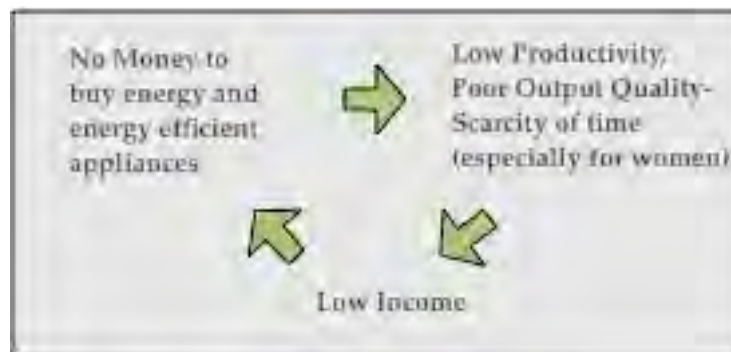 No Money to
buy energy and
energy efficient
appliances
Low Productivity,
Poor Output Quality-
Scarcity of time
(especially for women)
Low Income